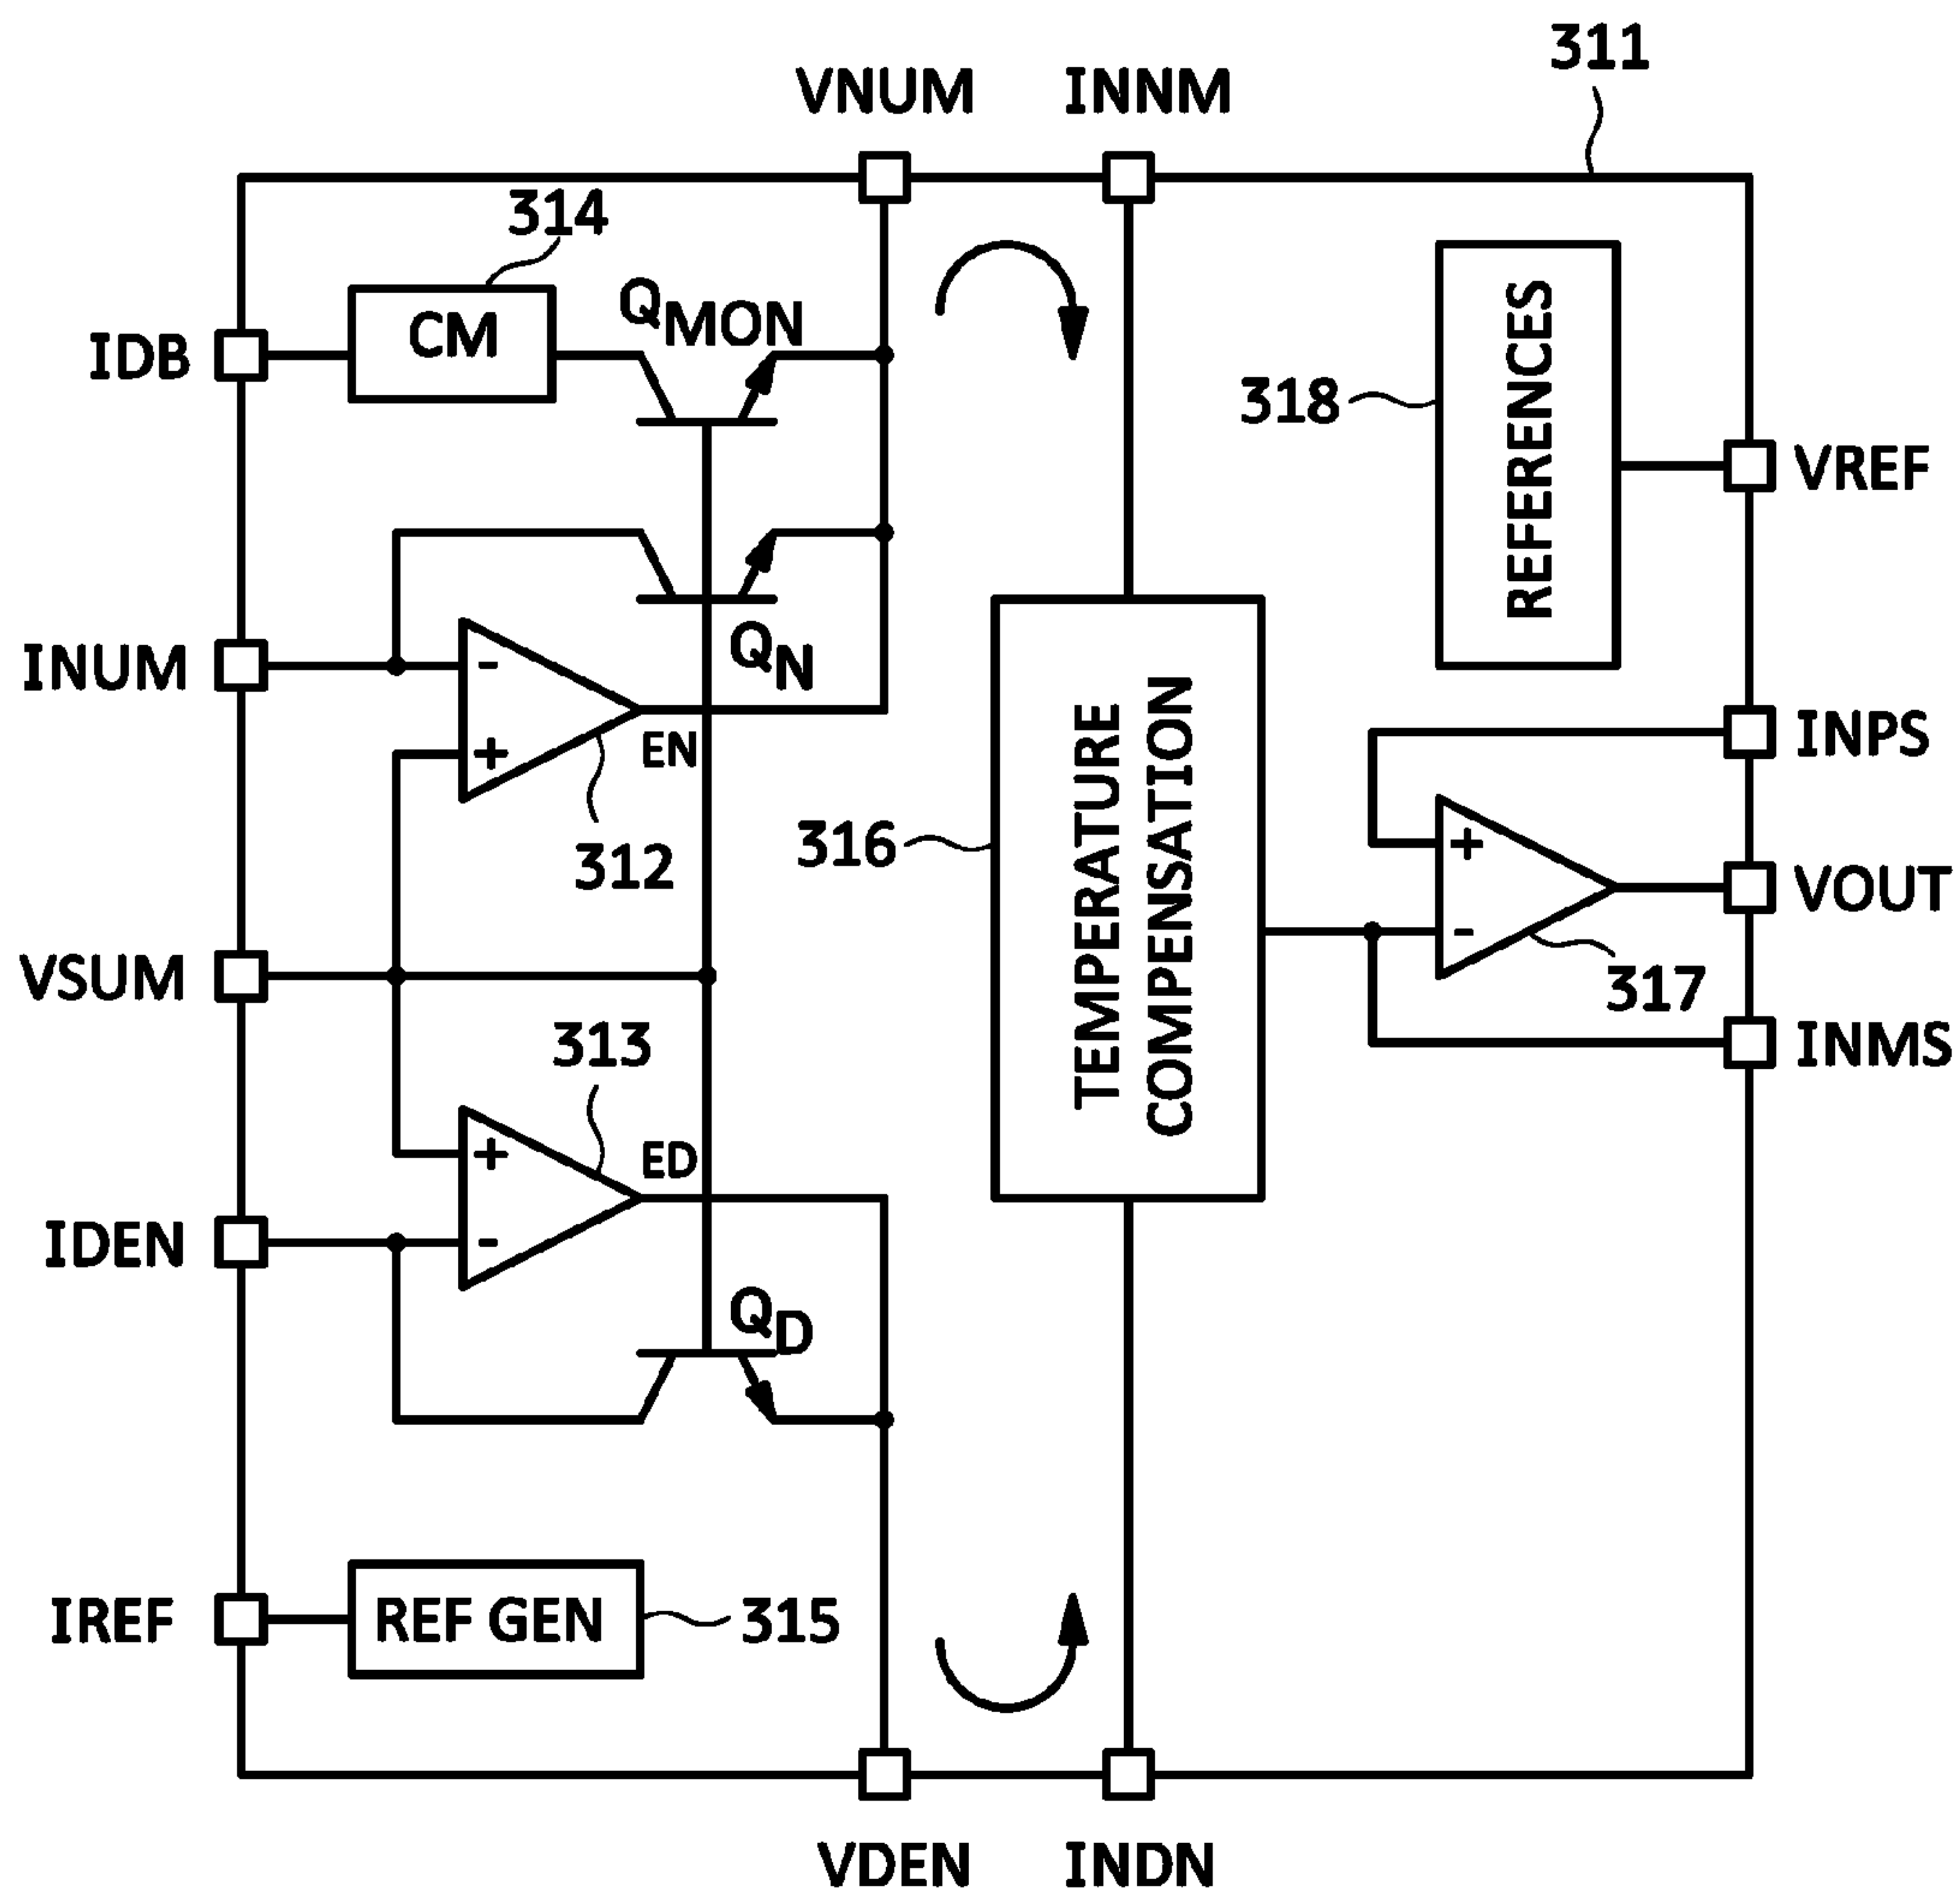 311
VNUM INNM
314
CM
QMON
IDB
318
REFERENCES
VREF
INUM
-
+
QN
EN
312
316
TEMPERATURE
COMPENSATION
INPS
+
-
VOUT
317
INMS
VSUM
313
+
-
ED
IDEN
QD
IREF
REF GEN
315
VDEN INDN